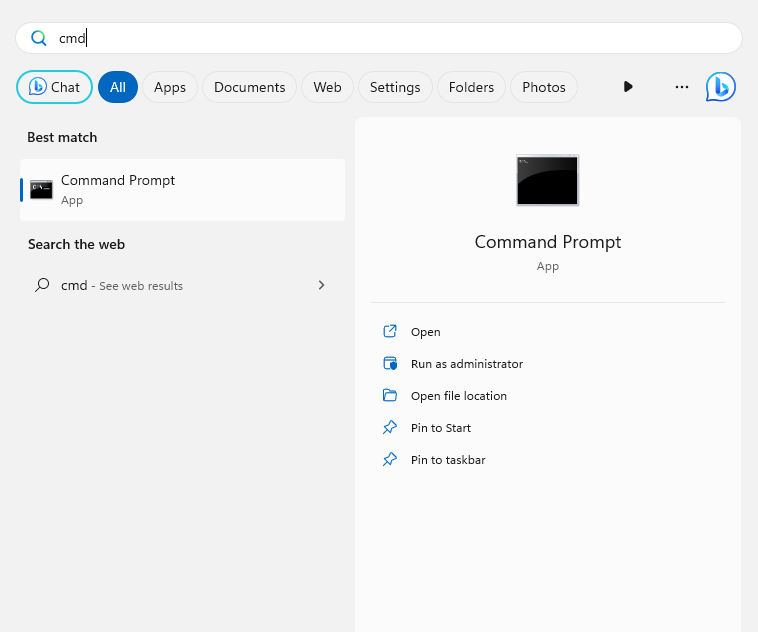 cmd
Chat All Apps Documents Web Settings Folders Photos ...
Best match
Command Prompt
App
Search the web
cmd - See web results
Command Prompt
App
Open
Run as administrator
Open file location
Pin to Start
Pin to taskbar